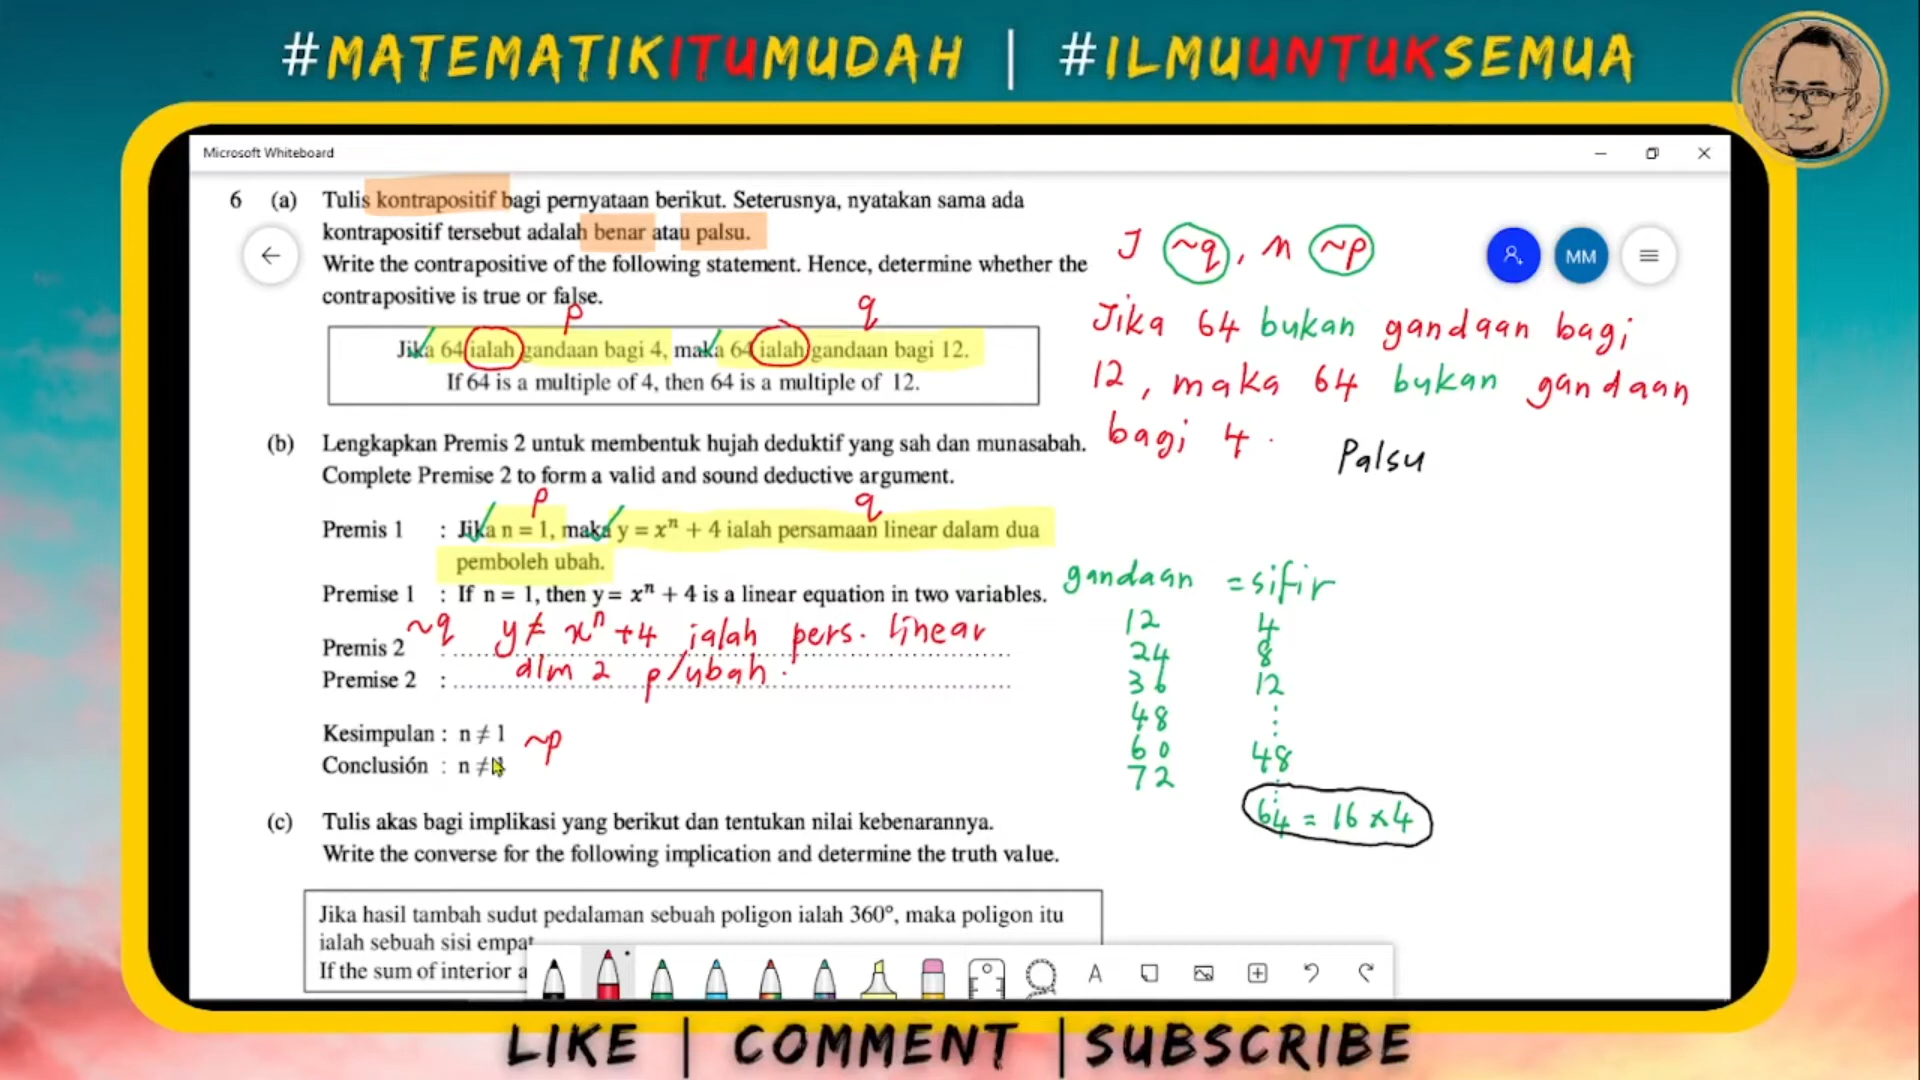 #MATEMATIKITUMUDAH | #ILMUUNTUKSEMUA
Microsoft Whiteboard
6 (a) Tulis kontrapositif bagi pernyataan berikut. Seterusnya, nyatakan sama ada
kontrapositif tersebut adalah benar atau palsu.
Write the contrapositive of the following statement. Hence, determine whether the
contrapositive is true or false.
p q
Jika 64 ialah gandaan bagi 4, maka 64 ialah gandaan bagi 12.
If 64 is a multiple of 4, then 64 is a multiple of 12.
J ~q, M ~p
MM
Jika 64 bukan gandaan bagi
12, maka 64 bukan gandaan
bagi 4.
Palsu
(b) Lengkapkan Premis 2 untuk membentuk hujah deduktif yang sah dan munasabah.
Complete Premise 2 to form a valid and sound deductive argument.
p q
Premis 1 : Jika n = 1, maka y = xⁿ + 4 ialah persamaan linear dalam dua
pemboleh ubah.
Premise 1 : If n = 1, then y = xⁿ + 4 is a linear equation in two variables.
~q y ≠ xⁿ + 4 ialah pers. linear
Premis 2
dlm 2 p/ubah.
Premise 2 :
Kesimpulan : n ≠ 1
~p
Conclusión : n ≠ 1
gandaan = sifir
12 4
24 8
36 12
48 :
60 48
72 :
64 = 16 × 4
(c) Tulis akas bagi implikasi yang berikut dan tentukan nilai kebenarannya.
Write the converse for the following implication and determine the truth value.
Jika hasil tambah sudut pedalaman sebuah poligon ialah 360°, maka poligon itu
ialah sebuah sisi empat
If the sum of interior a
A
LIKE | COMMENT | SUBSCRIBE